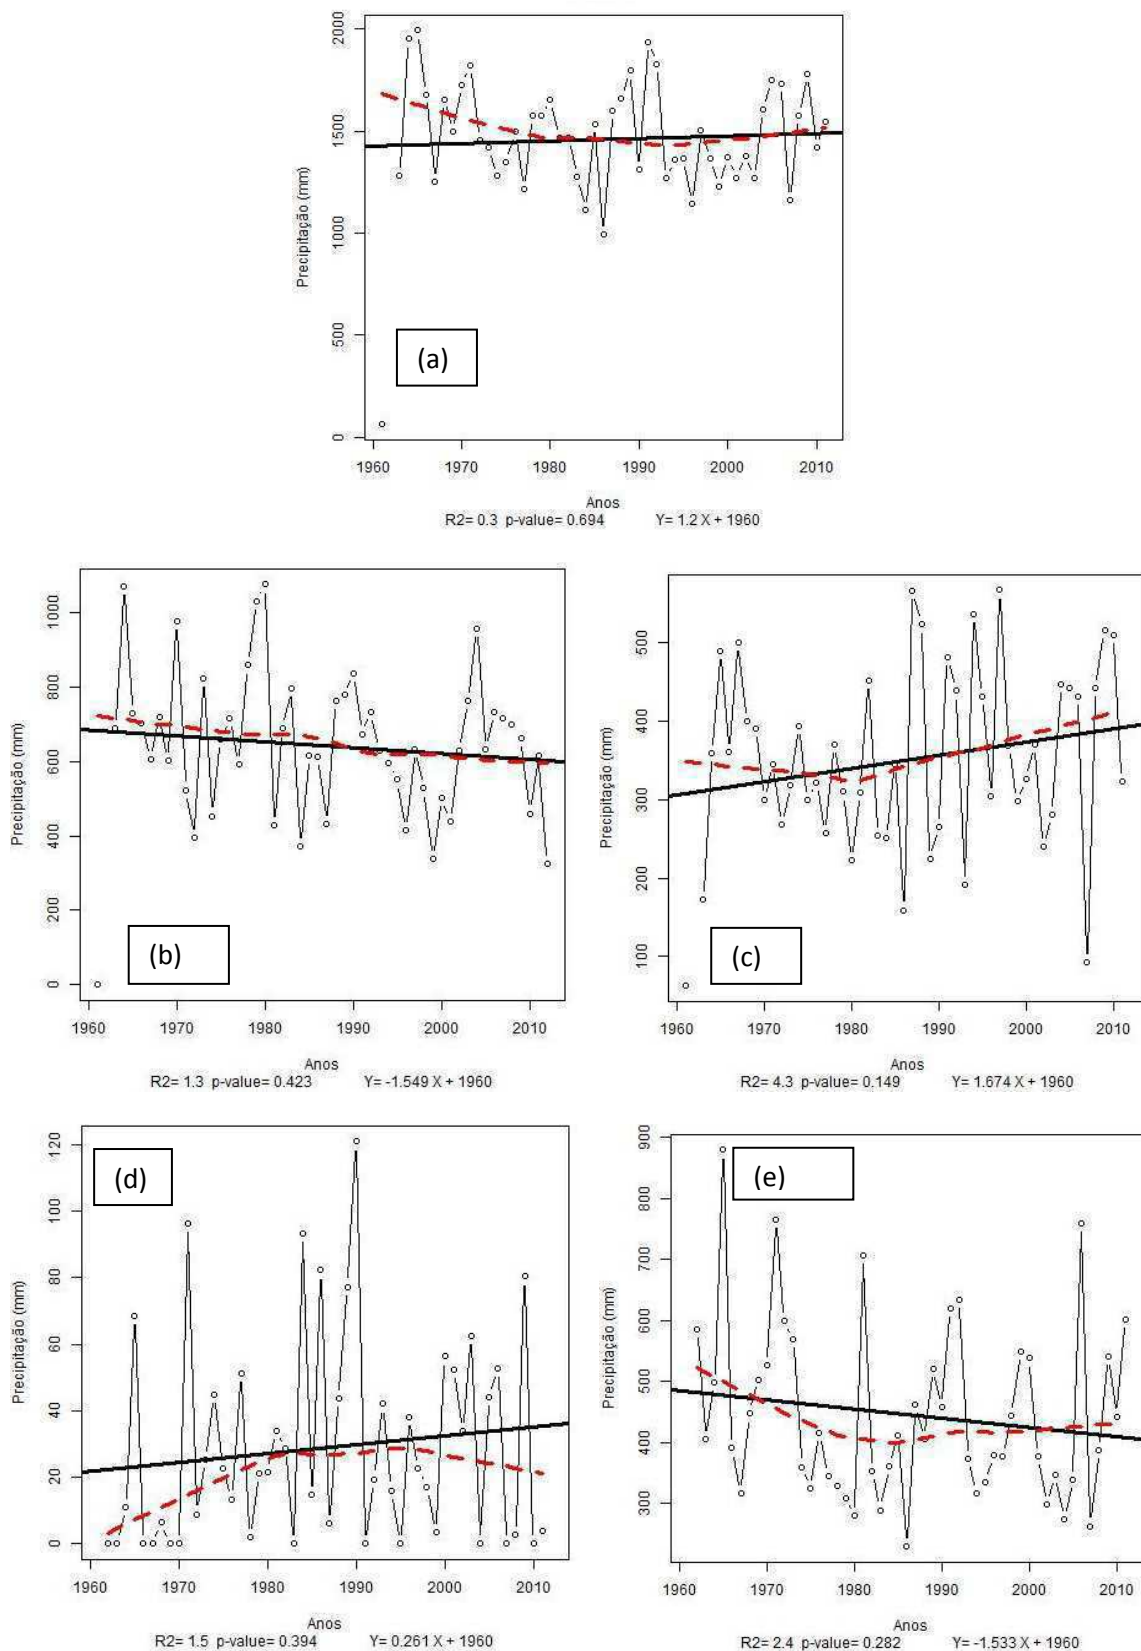 2000
1500
1000
500
0
Precipitação (mm)
(a)
1960 1970 1980 1990 2000 2010
Anos
R2= 0.3 p-value= 0.694 Y= 1.2 X + 1960
1000
800
600
400
200
0
Precipitação (mm)
(b)
1960 1970 1980 1990 2000 2010
Anos
R2= 1.3 p-value= 0.423 Y= -1.549 X + 1960
500
400
300
200
100
Precipitação (mm)
(c)
1960 1970 1980 1990 2000 2010
Anos
R2= 4.3 p-value= 0.149 Y= 1.674 X + 1960
120
100
80
60
40
20
0
Precipitação (mm)
(d)
1960 1970 1980 1990 2000 2010
Anos
R2= 1.5 p-value= 0.394 Y= 0.261 X + 1960
900
800
700
600
500
400
300
Precipitação (mm)
(e)
1960 1970 1980 1990 2000 2010
Anos
R2= 2.4 p-value= 0.282 Y= -1.533 X + 1960